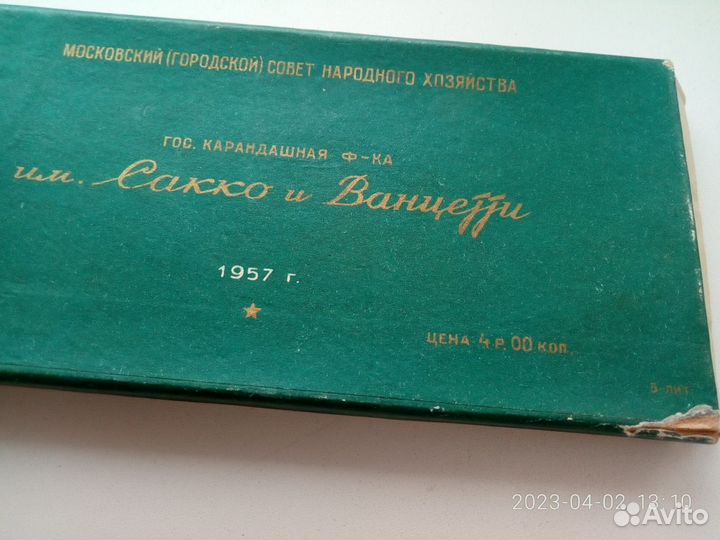 МОСКОВСКИЙ (ГОРОДСКОЙ) СОВЕТ НАРОДНОГО ХОЗЯЙСТВА
ГОС. КАРАНДАШНАЯ Ф-КА
им. Сакко и Ванцетти
1957 г.
ЦЕНА 4 Р. 00 КОП.
Б-ЛИТ
2023-04-02 13:10
Avito